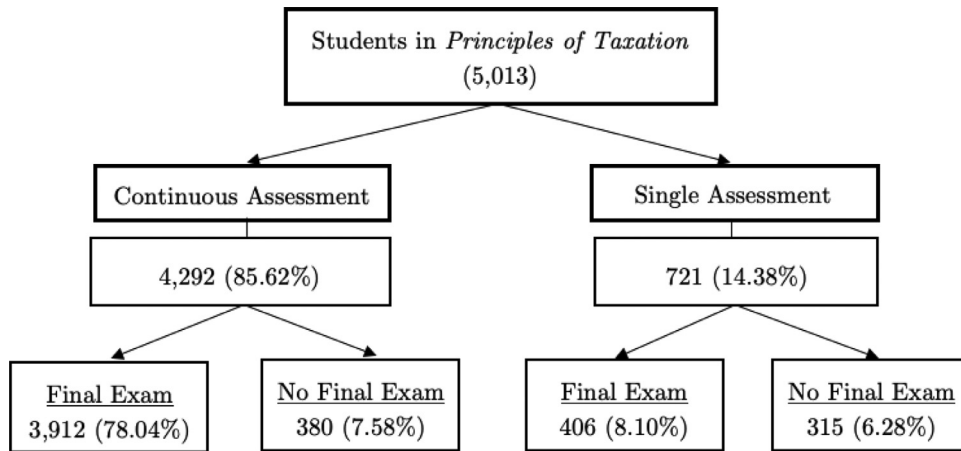 Students in Principles of Taxation
(5,013)
Continuous Assessment
Single Assessment
4,292 (85.62%)
721 (14.38%)
Final Exam
3,912 (78.04%)
No Final Exam
380 (7.58%)
Final Exam
406 (8.10%)
No Final Exam
315 (6.28%)